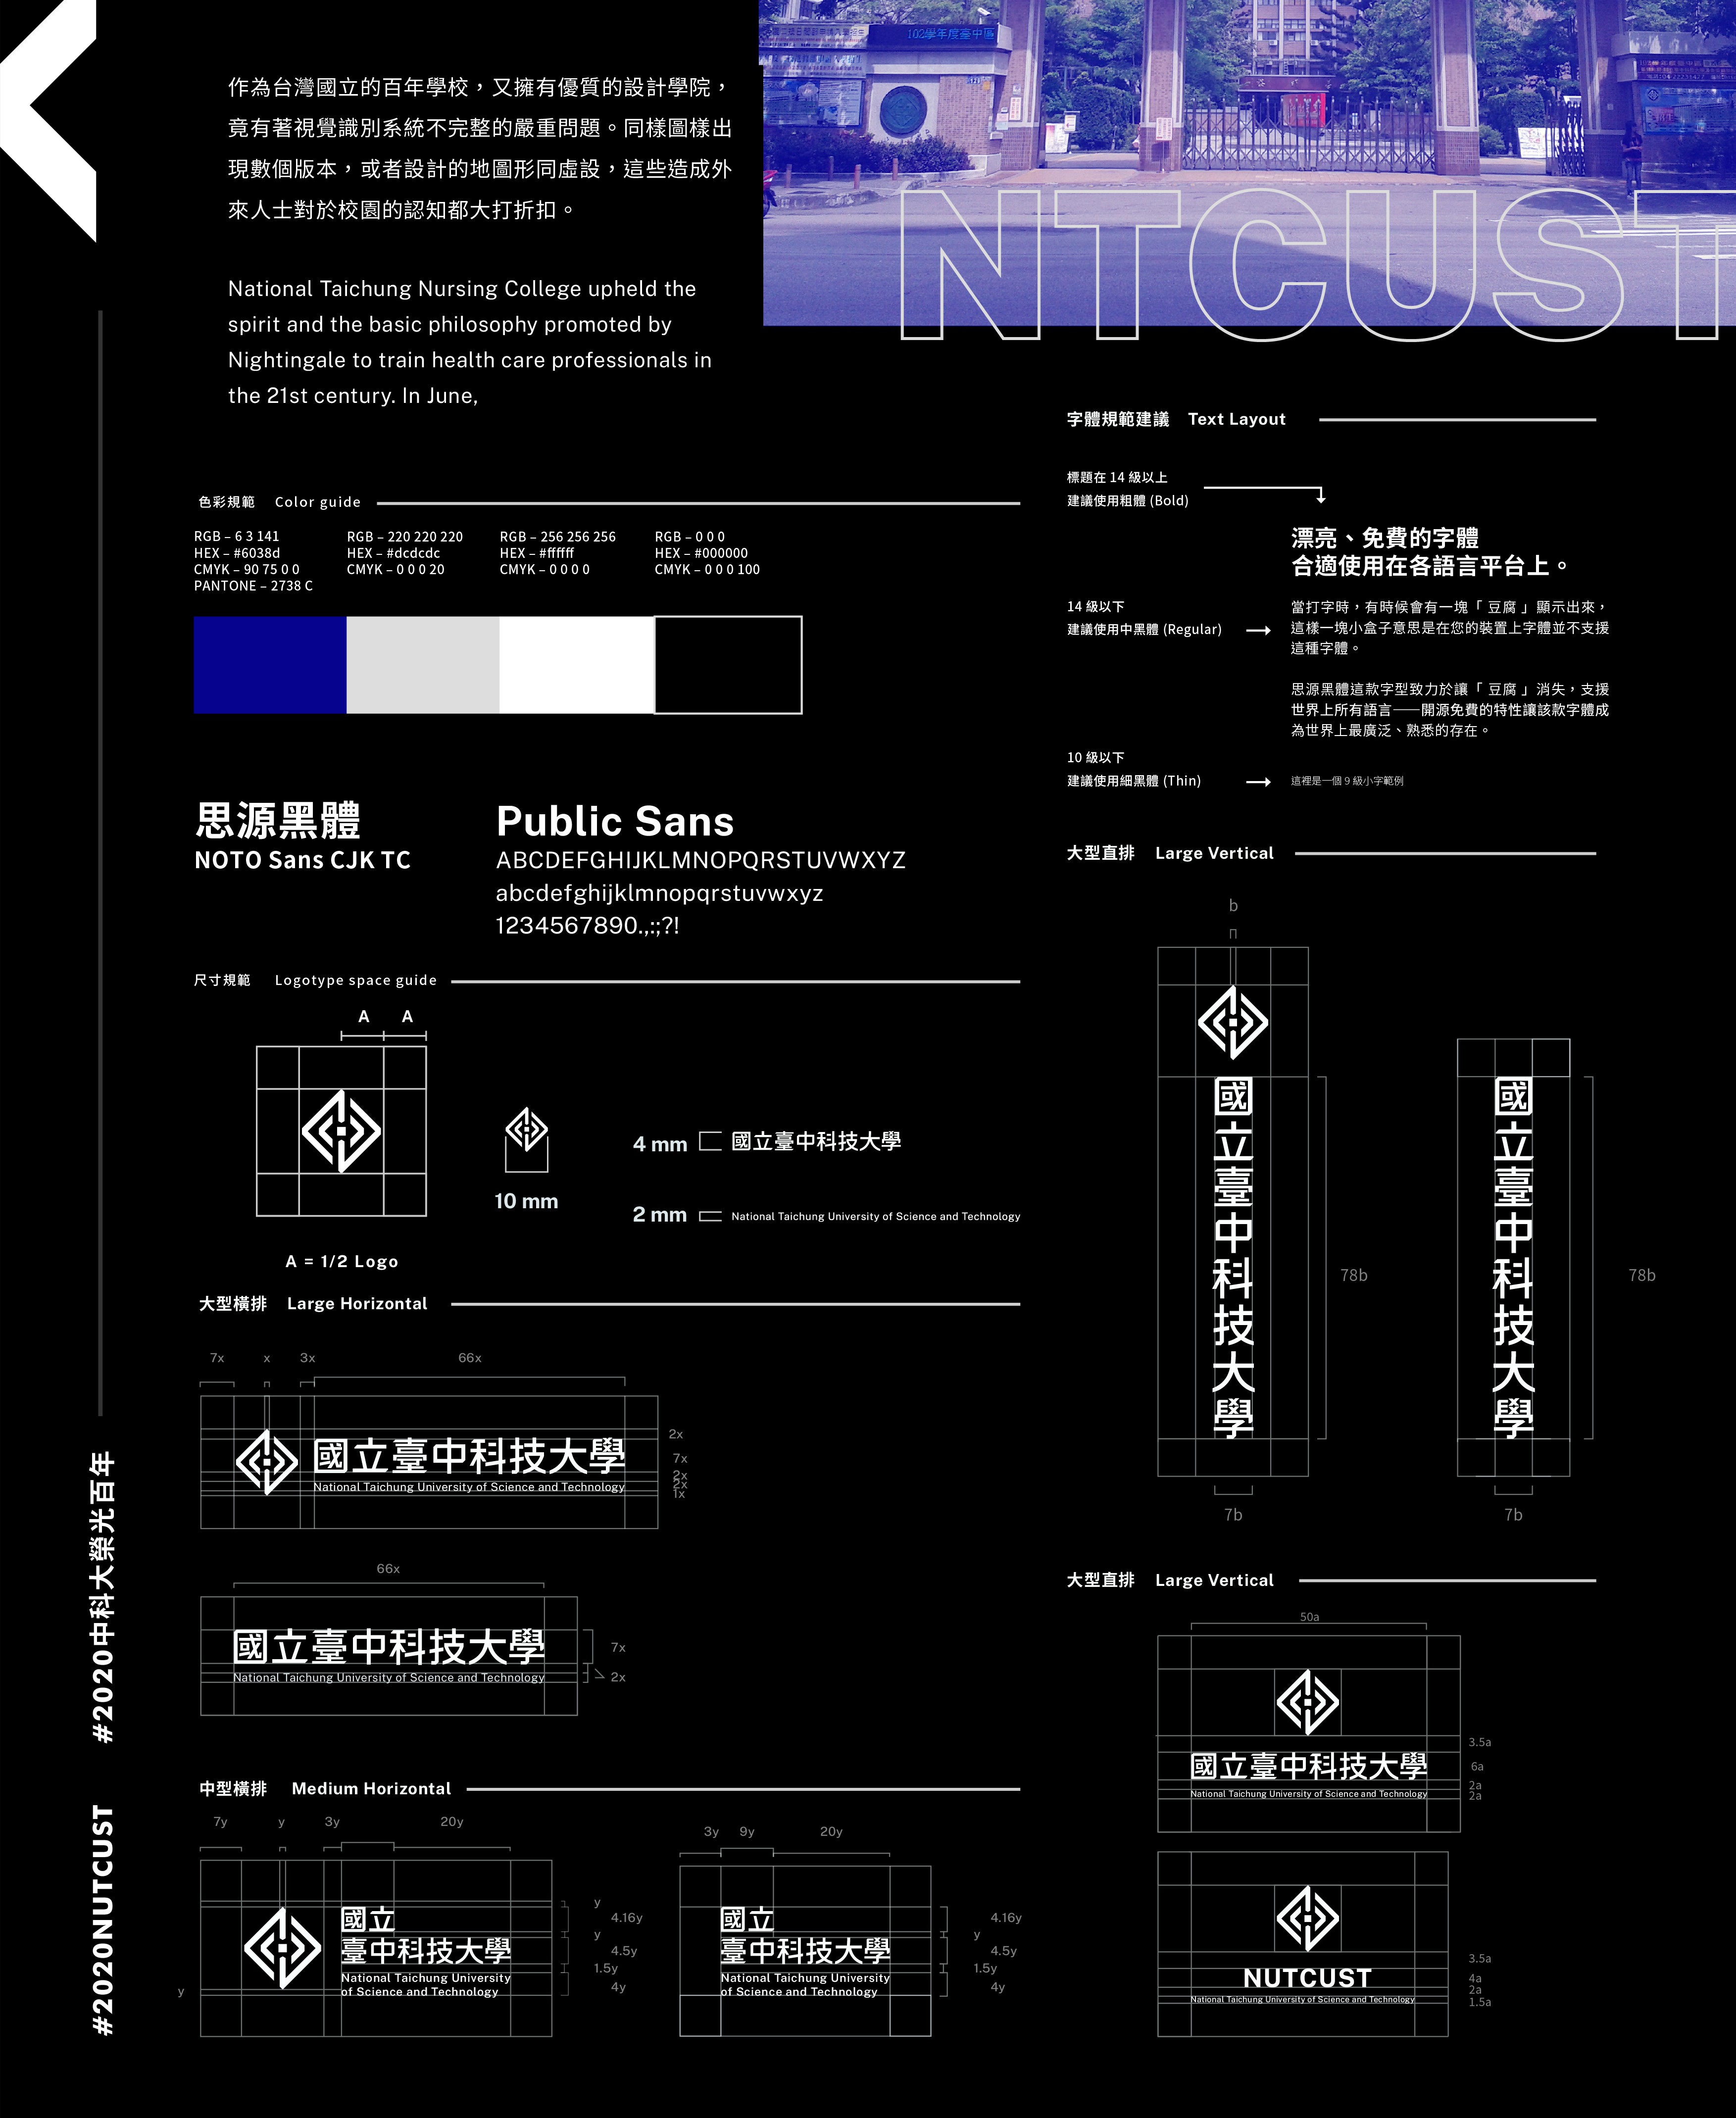 作為台灣國立的百年學校，又擁有優質的設計學院，
竟有著視覺識別系統不完整的嚴重問題。同樣圖樣出
現數個版本，或者設計的地圖形同虛設，這些造成外
來人士對於校園的認知都大打折扣。
National Taichung Nursing College upheld the
spirit and the basic philosophy promoted by
Nightingale to train health care professionals in
the 21st century. In June,
102學年度臺中區
NTCUST
色彩規範 Color guide
RGB – 6 3 141
HEX – #6038d
CMYK – 90 75 0 0
PANTONE – 2738 C
RGB – 220 220 220
HEX – #dcdcdc
CMYK – 0 0 0 20
RGB – 256 256 256
HEX – #ffffff
CMYK – 0 0 0 0
RGB – 0 0 0
HEX – #000000
CMYK – 0 0 0 100
思源黑體
NOTO Sans CJK TC
Public Sans
ABCDEFGHIJKLMNOPQRSTUVWXYZ
abcdefghijklmnopqrstuvwxyz
1234567890.,:;?!
尺寸規範 Logotype space guide
A A
A = 1/2 Logo
10 mm
4 mm 國立臺中科技大學
2 mm National Taichung University of Science and Technology
大型橫排 Large Horizontal
7x x 3x 66x
國立臺中科技大學
National Taichung University of Science and Technology
2x
7x
2x
2x
1x
66x
國立臺中科技大學
National Taichung University of Science and Technology
7x
2x
中型橫排 Medium Horizontal
7y y 3y 20y
國立
臺中科技大學
National Taichung University
of Science and Technology
y
y
4.16y
y
4.5y
1.5y
4y
3y 9y 20y
國立
臺中科技大學
National Taichung University
of Science and Technology
4.16y
y
4.5y
1.5y
4y
字體規範建議 Text Layout
標題在 14 級以上
建議使用粗體 (Bold)
漂亮、免費的字體
合適使用在各語言平台上。
14 級以下
建議使用中黑體 (Regular)
當打字時，有時候會有一塊「 豆腐 」顯示出來，
這樣一塊小盒子意思是在您的裝置上字體並不支援
這種字體。
思源黑體這款字型致力於讓「 豆腐 」消失，支援
世界上所有語言——開源免費的特性讓該款字體成
為世界上最廣泛、熟悉的存在。
10 級以下
建議使用細黑體 (Thin)
這裡是一個 9 級小字範例
大型直排 Large Vertical
b
國立臺中科技大學
78b
7b
國立臺中科技大學
78b
7b
大型直排 Large Vertical
50a
國立臺中科技大學
National Taichung University of Science and Technology
3.5a
6a
2a
2a
NUTCUST
National Taichung University of Science and Technology
3.5a
4a
2a
1.5a
#2020NUTCUST #2020中科大榮光百年